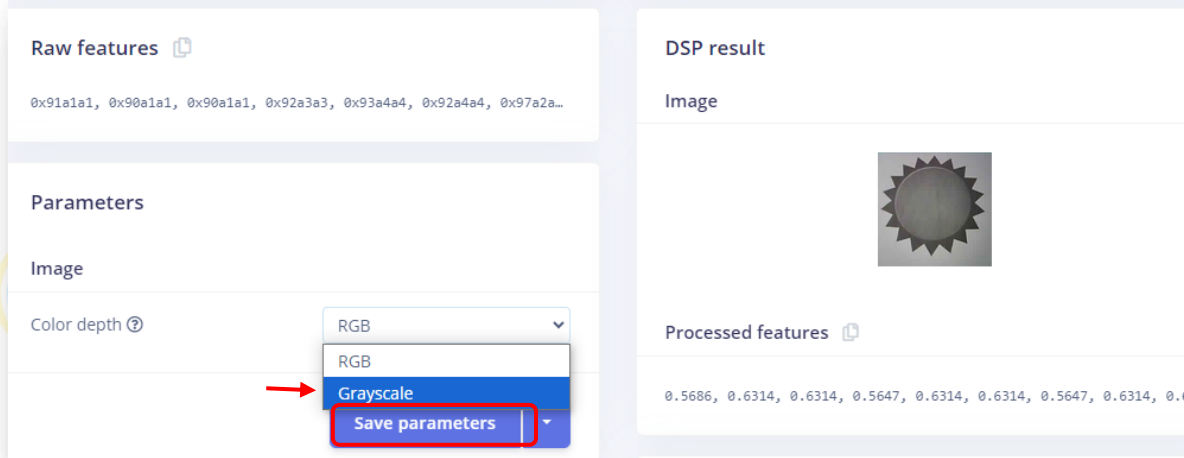 Raw features
0x91a1a1, 0x90a1a1, 0x90a1a1, 0x92a3a3, 0x93a4a4, 0x92a4a4, 0x97a2a…
Parameters
Image
Color depth
RGB
RGB
Grayscale
Save parameters
DSP result
Image
Processed features
0.5686, 0.6314, 0.6314, 0.5647, 0.6314, 0.6314, 0.5647, 0.6314,